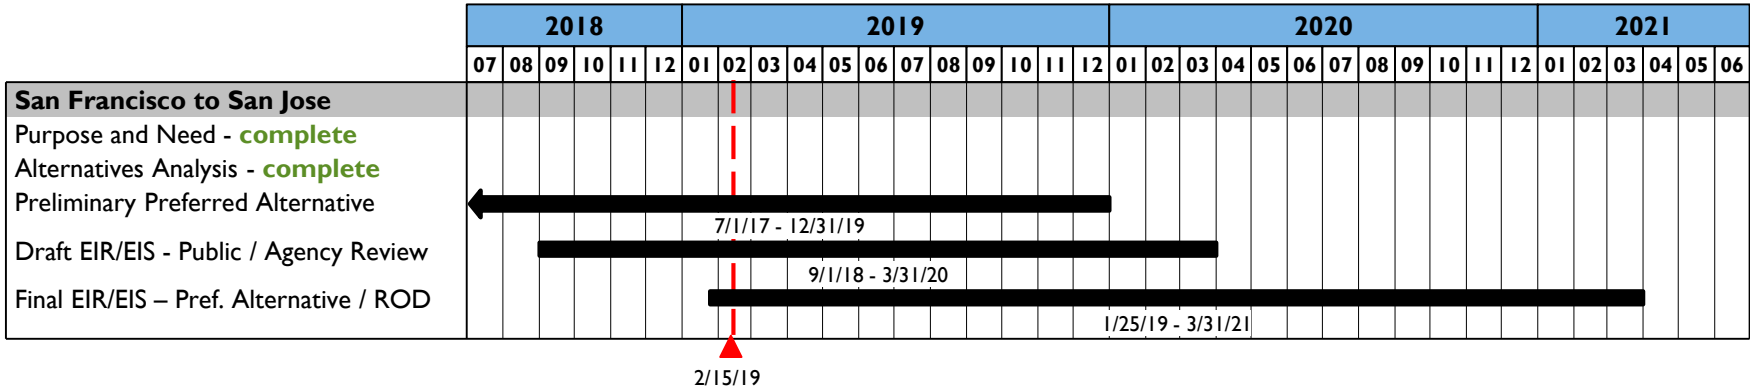 2018 2019 2020 2021
07 08 09 10 11 12 01 02 03 04 05 06 07 08 09 10 11 12 01 02 03 04 05 06 07 08 09 10 11 12 01 02 03 04 05 06
San Francisco to San Jose
Purpose and Need - complete
Alternatives Analysis - complete
Preliminary Preferred Alternative
7/1/17 - 12/31/19
Draft EIR/EIS - Public / Agency Review
9/1/18 - 3/31/20
Final EIR/EIS – Pref. Alternative / ROD
1/25/19 - 3/31/21
2/15/19